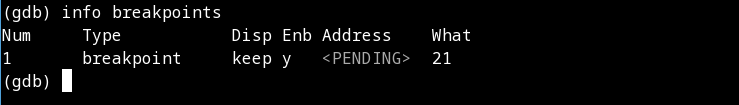 (gdb) info breakpoints
Num     Type           Disp Enb Address    What
1       breakpoint     keep y   <PENDING>  21
(gdb)